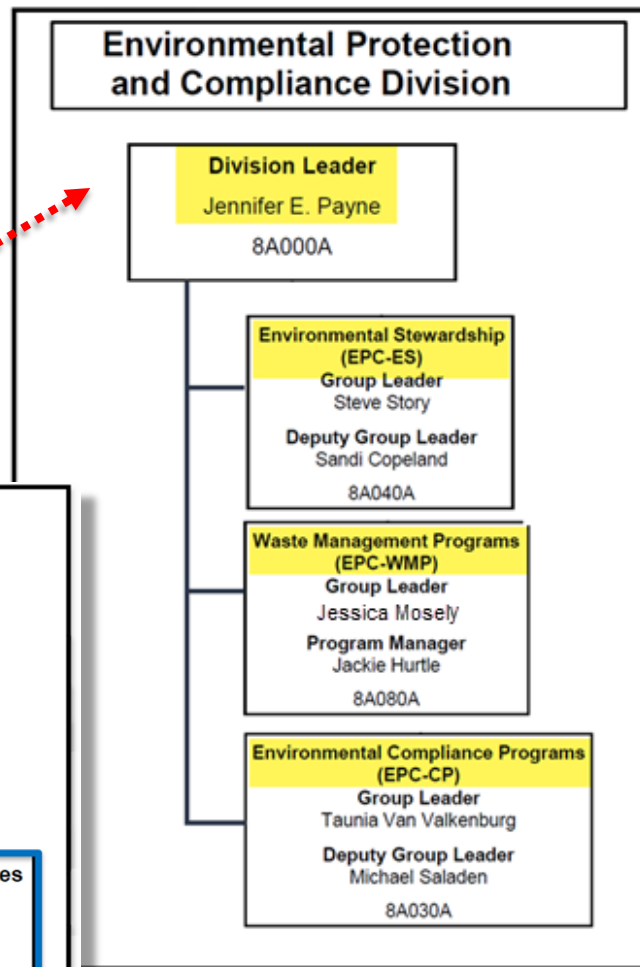 Environmental Protection
and Compliance Division
Division Leader
Jennifer E. Payne
8A000A
Environmental Stewardship
(EPC-ES)
Group Leader
Steve Story
Deputy Group Leader
Sandi Copeland
8A040A
Waste Management Programs
(EPC-WMP)
Group Leader
Jessica Mosely
Program Manager
Jackie Hurtle
8A080A
Environmental Compliance Programs
(EPC-CP)
Group Leader
Taunia Van Valkenburg
Deputy Group Leader
Michael Saladen
8A030A